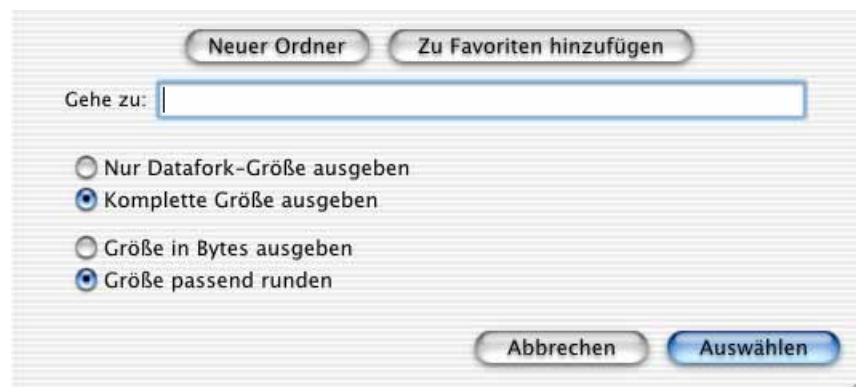 Neuer Ordner Zu Favoriten hinzufügen
Gehe zu:
Nur Datafork-Größe ausgeben
Komplette Größe ausgeben
Größe in Bytes ausgeben
Größe passend runden
Abbrechen Auswählen